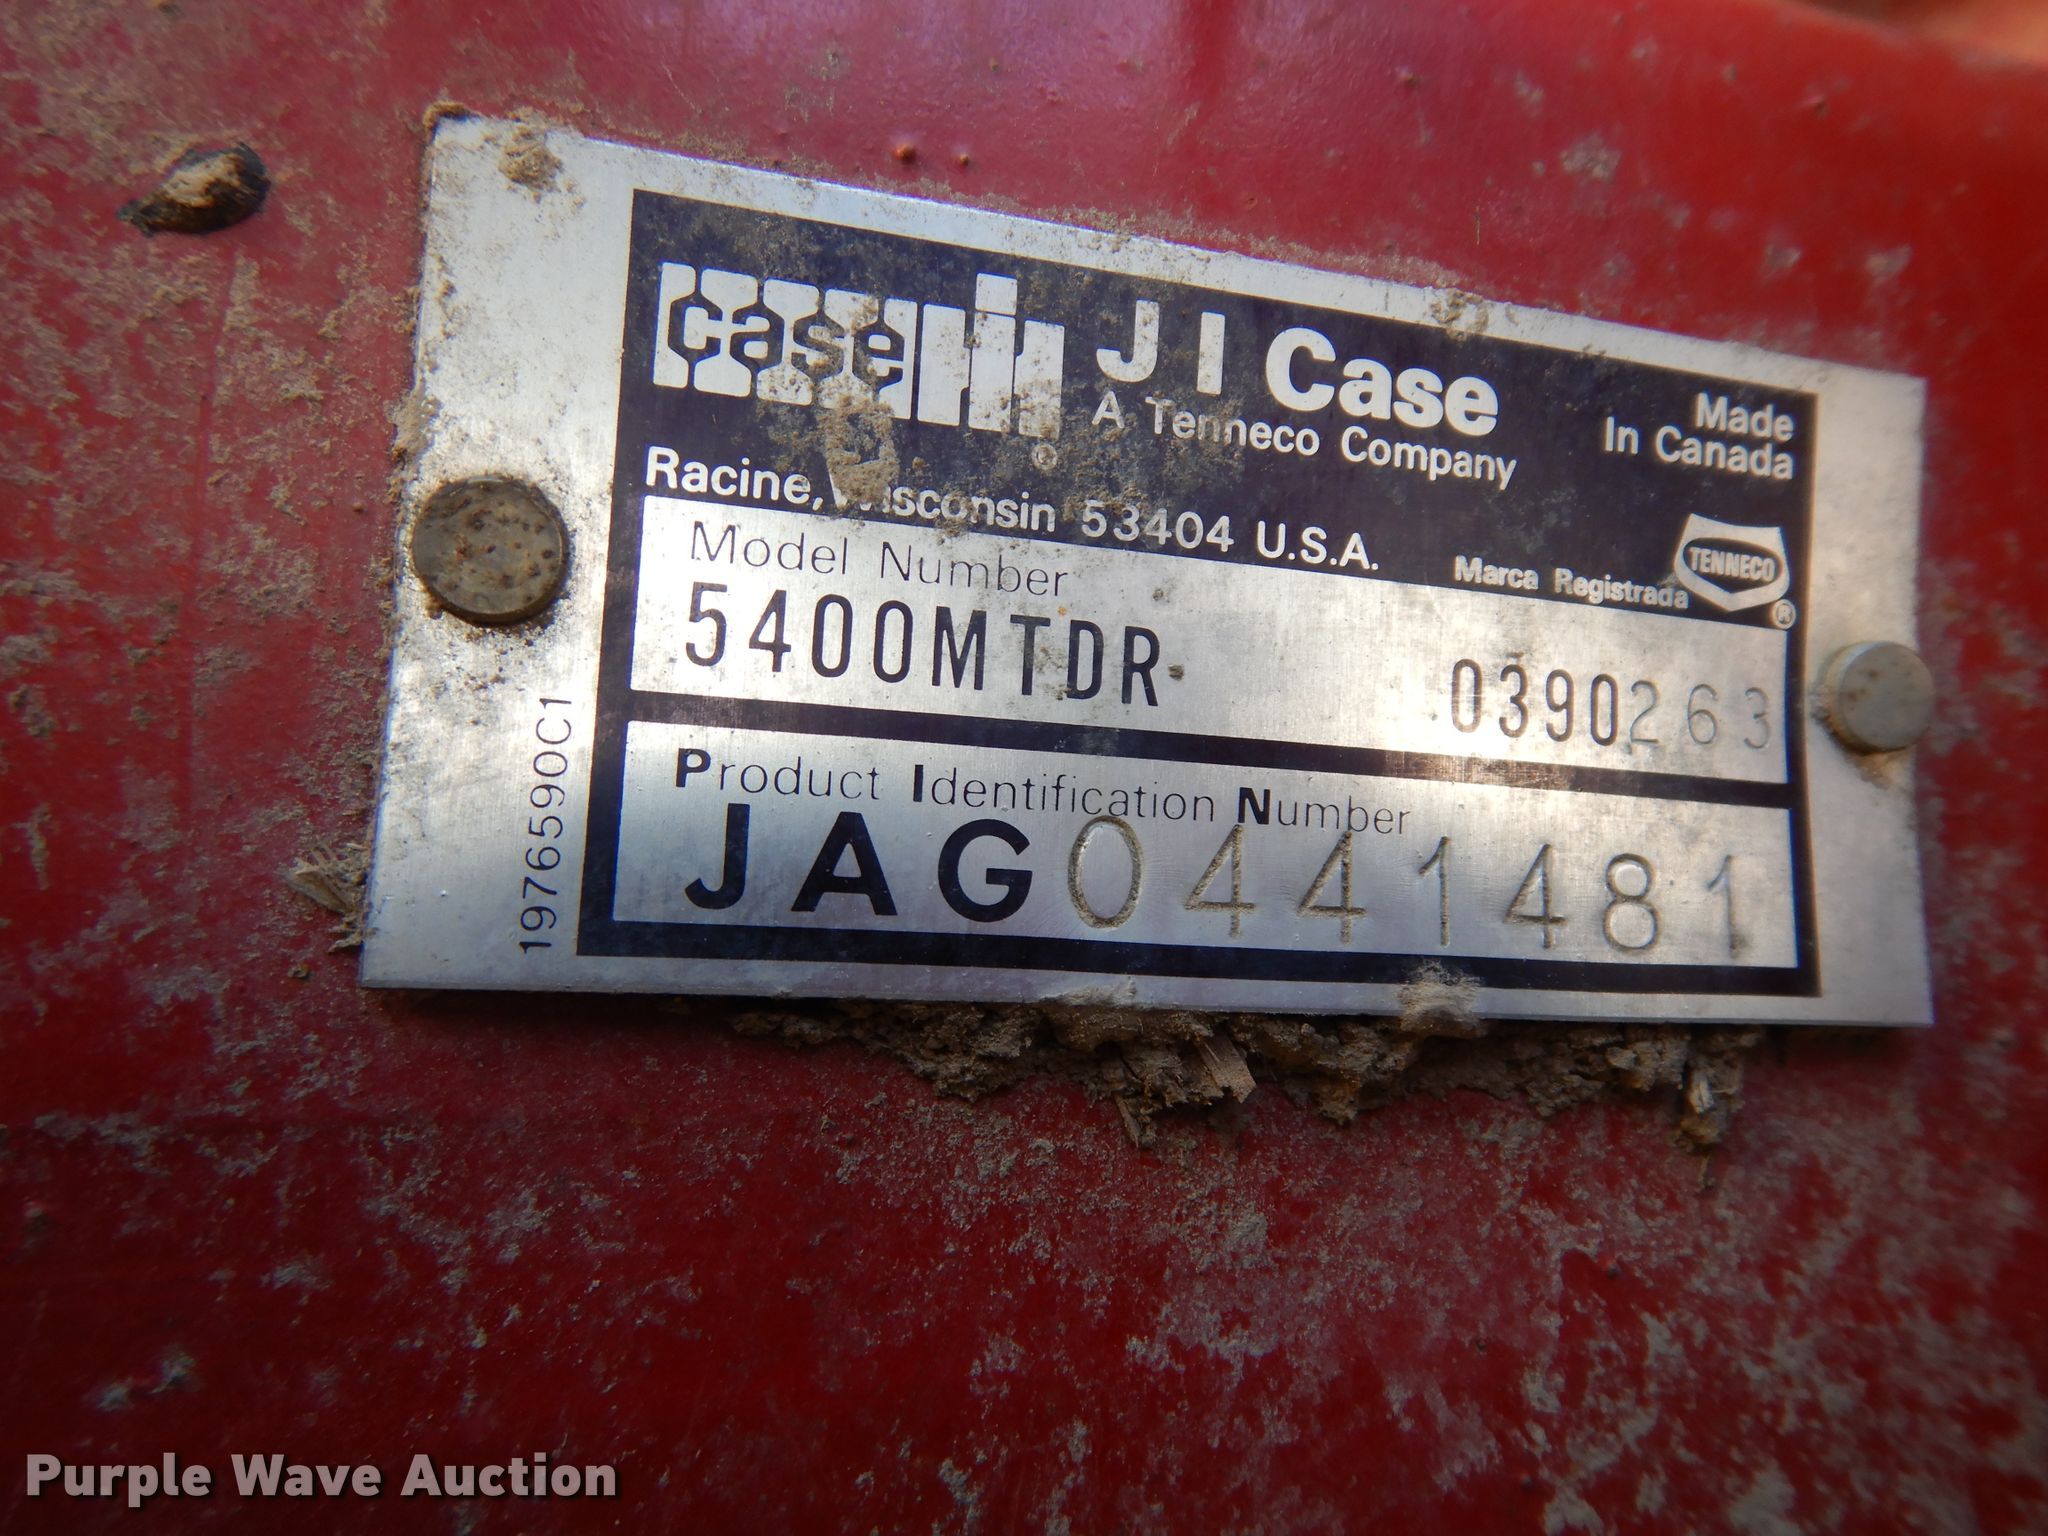 case IH
J I Case
A Tenneco Company
Made
In Canada
Racine, Wisconsin 53404 U.S.A.
Marca Registrada
TENNECO
®
Model Number
5400MTDR
0390263
Product Identification Number
JAG0441481
1976590C1
Purple Wave Auction